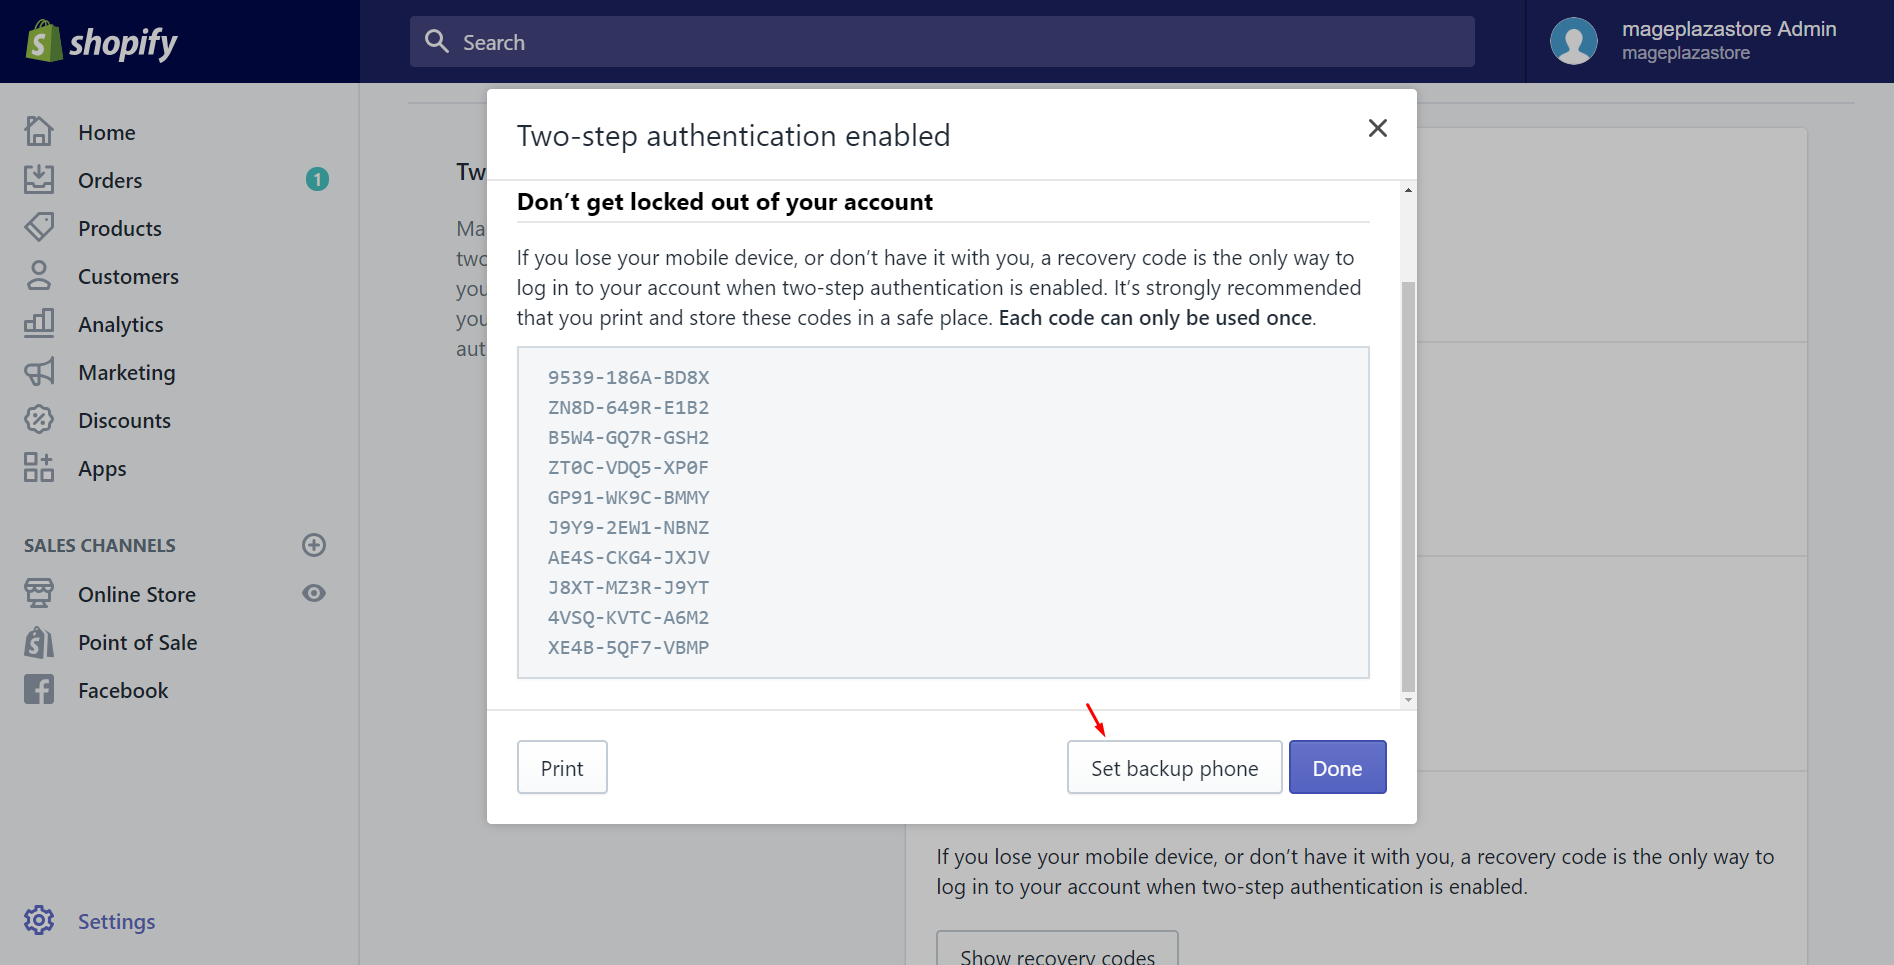 shopify
Search
mageplazastore Admin
mageplazastore
Home
Orders
1
Products
Customers
Analytics
Marketing
Discounts
Apps
SALES CHANNELS
Online Store
Point of Sale
Facebook
Settings
Tw
Ma
two
you
you
aut
Two-step authentication enabled
Don’t get locked out of your account
If you lose your mobile device, or don’t have it with you, a recovery code is the only way to
log in to your account when two-step authentication is enabled. It’s strongly recommended
that you print and store these codes in a safe place. Each code can only be used once.
9539-186A-BD8X
ZN8D-649R-E1B2
B5W4-GQ7R-GSH2
ZT0C-VDQ5-XP0F
GP91-WK9C-BMMY
J9Y9-2EW1-NBNZ
AE4S-CKG4-JXJV
J8XT-MZ3R-J9YT
4VSQ-KVTC-A6M2
XE4B-5QF7-VBMP
Print
Set backup phone
Done
If you lose your mobile device, or don’t have it with you, a recovery code is the only way to
log in to your account when two-step authentication is enabled.
Show recovery codes